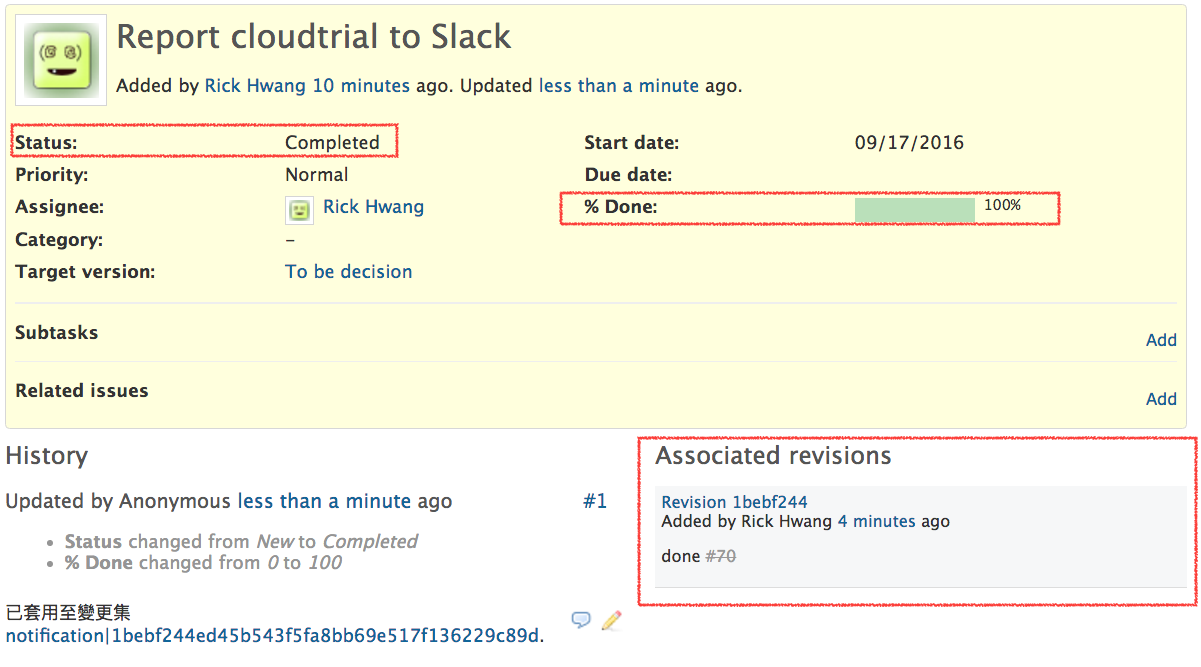 Report cloudtrial to Slack
Added by Rick Hwang 10 minutes ago. Updated less than a minute ago.
Status: Completed Start date: 09/17/2016
Priority: Normal Due date:
Assignee: Rick Hwang % Done: 100%
Category: –
Target version: To be decision
Subtasks
Add
Related issues
Add
History
Updated by Anonymous less than a minute ago #1
• Status changed from New to Completed
• % Done changed from 0 to 100
已套用至變更集
notification|1bebf244ed45b543f5fa8bb69e517f136229c89d.
Associated revisions
Revision 1bebf244
Added by Rick Hwang 4 minutes ago
done #70